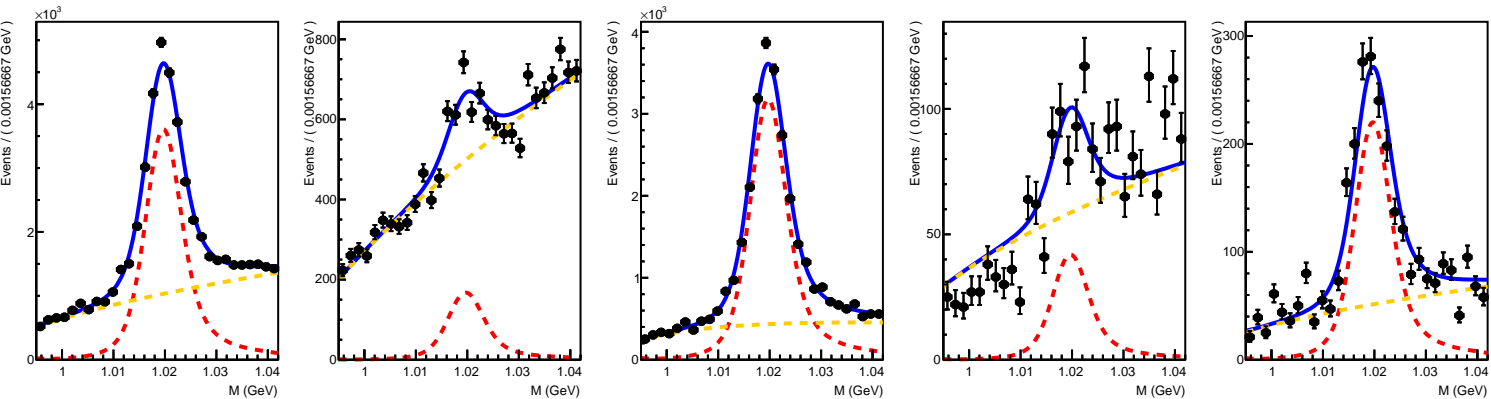 ×10³
Events / ( 0.00156667 GeV )
4
2
0
1 1.01 1.02 1.03 1.04
M (GeV)
Events / ( 0.00156667 GeV )
800
600
400
200
0
1 1.01 1.02 1.03 1.04
M (GeV)
×10³
Events / ( 0.00156667 GeV )
4
3
2
1
0
1 1.01 1.02 1.03 1.04
M (GeV)
Events / ( 0.00156667 GeV )
100
50
0
1 1.01 1.02 1.03 1.04
M (GeV)
Events / ( 0.00156667 GeV )
300
200
100
0
1 1.01 1.02 1.03 1.04
M (GeV)